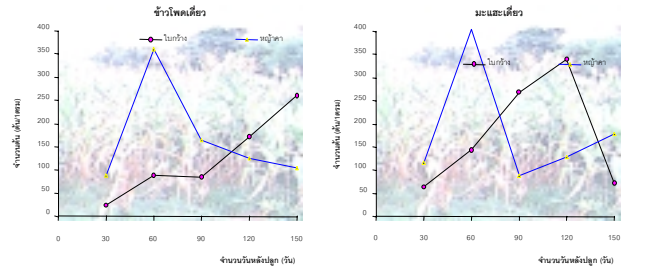 ข้าวโพดเดี่ยว
ใบกว้าง หญ้าคา
400
350
300
250
200
150
100
50
0
จำนวนต้น (ต้น/1ตรม)
0 30 60 90 120 150
จำนวนวันหลังปลูก (วัน)
มะแฮะเดี่ยว
ใบกว้าง หญ้าคา
400
350
300
250
200
150
100
50
0
จำนวนต้น (ต้น/1ตรม)
0 30 60 90 120 150
จำนวนวันหลังปลูก (วัน)